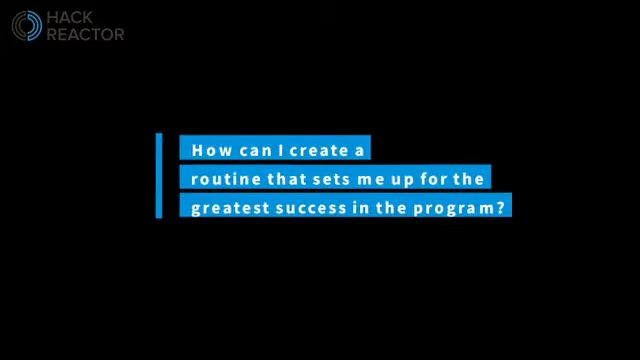 HACK
REACTOR
How can I create a
routine that sets me up for the
greatest success in the program?